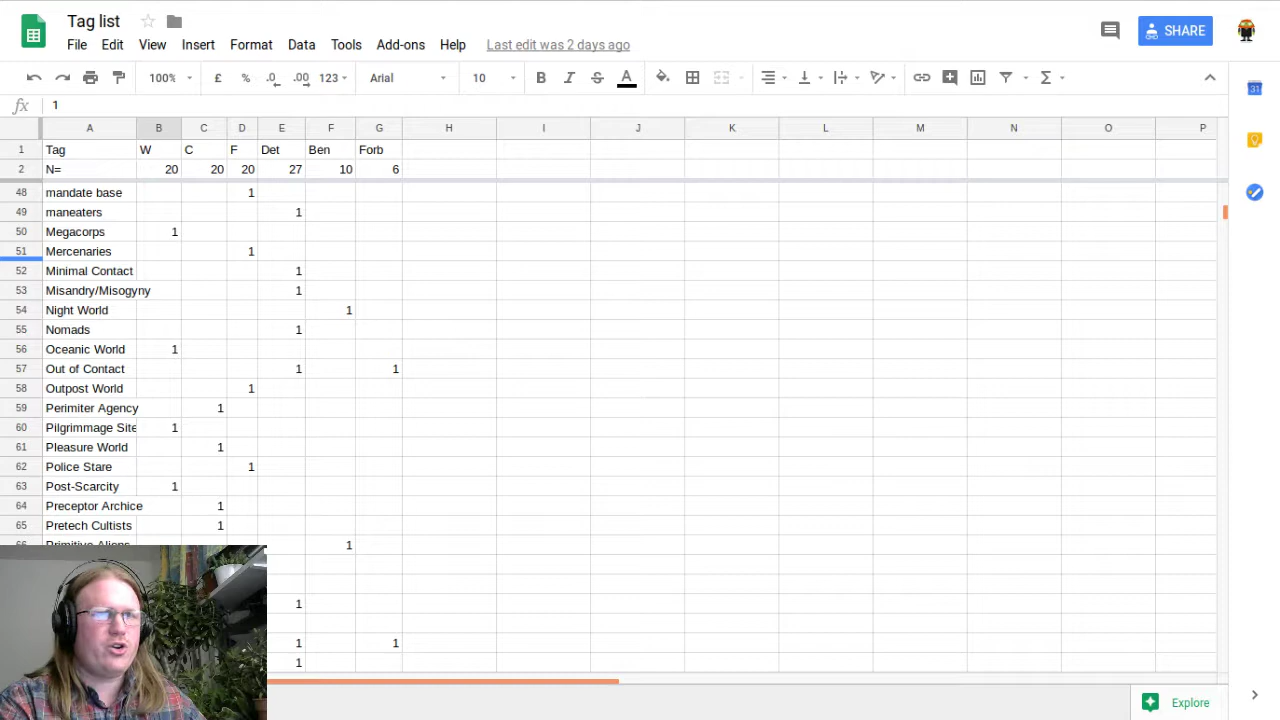 Tag list
File Edit View Insert Format Data Tools Add-ons Help Last edit was 2 days ago
SHARE
100% £ % .0 .00 123 Arial 10 B I S A Σ
fx 1
A B C D E F G H I J K L M N O P
1 Tag W C F Det Ben Forb
2 N= 20 20 20 27 10 6
48 mandate base 1
49 maneaters 1
50 Megacorps 1
51 Mercenaries 1
52 Minimal Contact 1
53 Misandry/Misogyny 1
54 Night World 1
55 Nomads 1
56 Oceanic World 1
57 Out of Contact 1 1
58 Outpost World 1
59 Perimiter Agency 1
60 Pilgrimmage Site 1
61 Pleasure World 1
62 Police Stare 1
63 Post-Scarcity 1
64 Preceptor Archice 1
65 Pretech Cultists 1
1
1
1 1
1
31
Explore